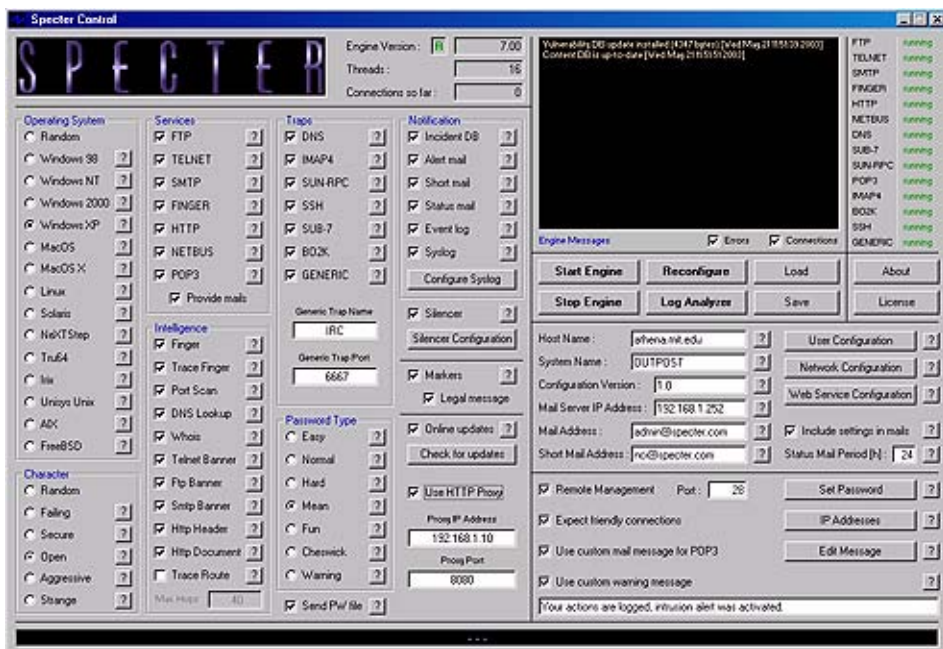 Specter Control
SPECTER
Engine Version : R 7.00
Threads : 16
Connections so far : 0
Operating System
Random
Windows 98 ?
Windows NT ?
Windows 2000 ?
Windows XP ?
MacOS ?
MacOS X ?
Linux ?
Solaris ?
NeXTStep ?
Tru64 ?
Irix ?
Unisys Unix ?
AIX ?
FreeBSD ?
Character
Random
Failing ?
Secure ?
Open ?
Aggressive ?
Strange ?
Services
FTP ?
TELNET ?
SMTP ?
FINGER ?
HTTP ?
NETBUS ?
POP3 ?
Provide mails
Intelligence
Finger ?
Trace Finger ?
Port Scan ?
DNS Lookup ?
Whois ?
Telnet Banner ?
Ftp Banner ?
Smtp Banner ?
Http Header ?
Http Document ?
Trace Route ?
Max Hops 40
Traps
DNS ?
IMAP4 ?
SUN-RPC ?
SSH ?
SUB-7 ?
BO2K ?
GENERIC ?
Generic Trap Name
IRC
Generic Trap Port
6667
Password Type
Easy ?
Normal ?
Hard ?
Mean ?
Fun ?
Cheswick ?
Warning ?
Send PW file ?
Notification
Incident DB ?
Alert mail ?
Short mail ?
Status mail ?
Event log ?
Syslog ?
Configure Syslog
Silencer ?
Silencer Configuration
Markers ?
Legal message
Online updates ?
Check for updates
Use HTTP Proxy
Proxy IP Address
192.168.1.10
Proxy Port
8080
Vulnerability DB update installed (4347 bytes) [Wed May 21
Content DB is up-to-date [Wed May 21
Engine Messages
Errors
Connections
FTP running
TELNET running
SMTP running
FINGER running
HTTP running
NETBUS running
DNS running
SUB-7 running
SUN-RPC running
POP3 running
IMAP4 running
BO2K running
SSH running
GENERIC running
Start Engine Reconfigure Load About
Stop Engine Log Analyzer Save License
Host Name : athena.mit.edu ? User Configuration ?
System Name : OUTPOST ? Network Configuration ?
Configuration Version : 1.0 Web Service Configuration ?
Mail Server IP Address : 192.168.1.252 ?
Mail Address : admin@specter.com ? Include settings in mails ?
Short Mail Address : @specter.com ? Status Mail Period [h] : 24 ?
Remote Management Port : 28 Set Password ?
Expect friendly connections IP Addresses ?
Use custom mail message for POP3 Edit Message ?
Use custom warning message ?
Your actions are logged, intrusion alert was activated.
- - -